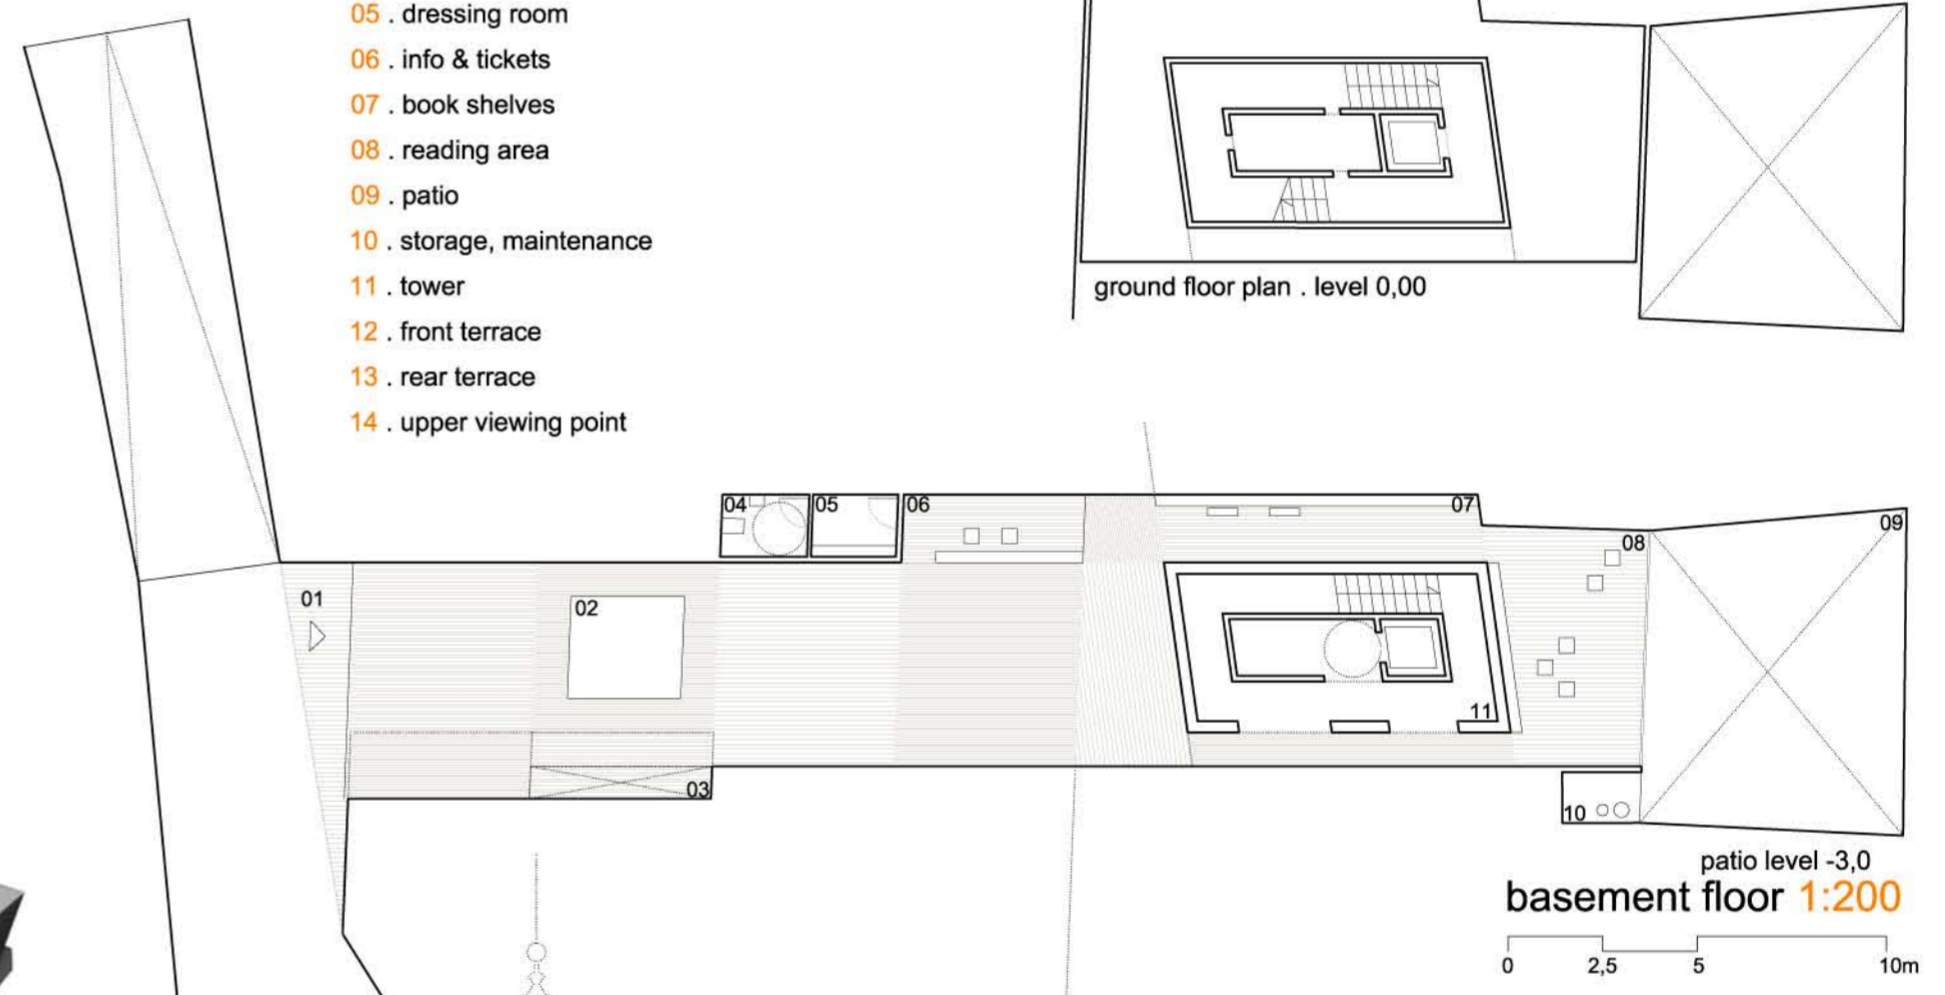 05 . dressing room
06 . info & tickets
07 . book shelves
08 . reading area
09 . patio
10 . storage, maintenance
11 . tower
12 . front terrace
13 . rear terrace
14 . upper viewing point
ground floor plan . level 0,00
04
05
06
07
08
09
01
02
11
03
10
patio level -3,0
basement floor 1:200
0 2,5 5 10m